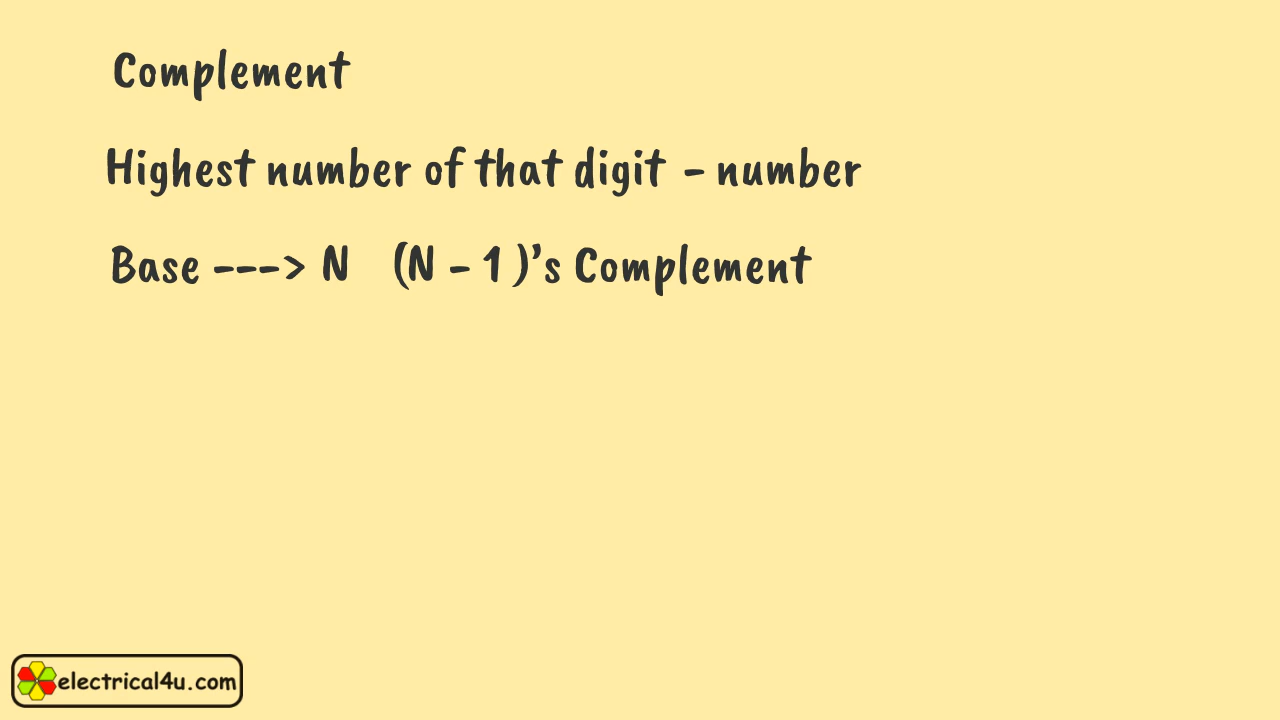 Complement
Highest number of that digit - number
Base ---> N (N - 1 )’s Complement
electrical4u.com